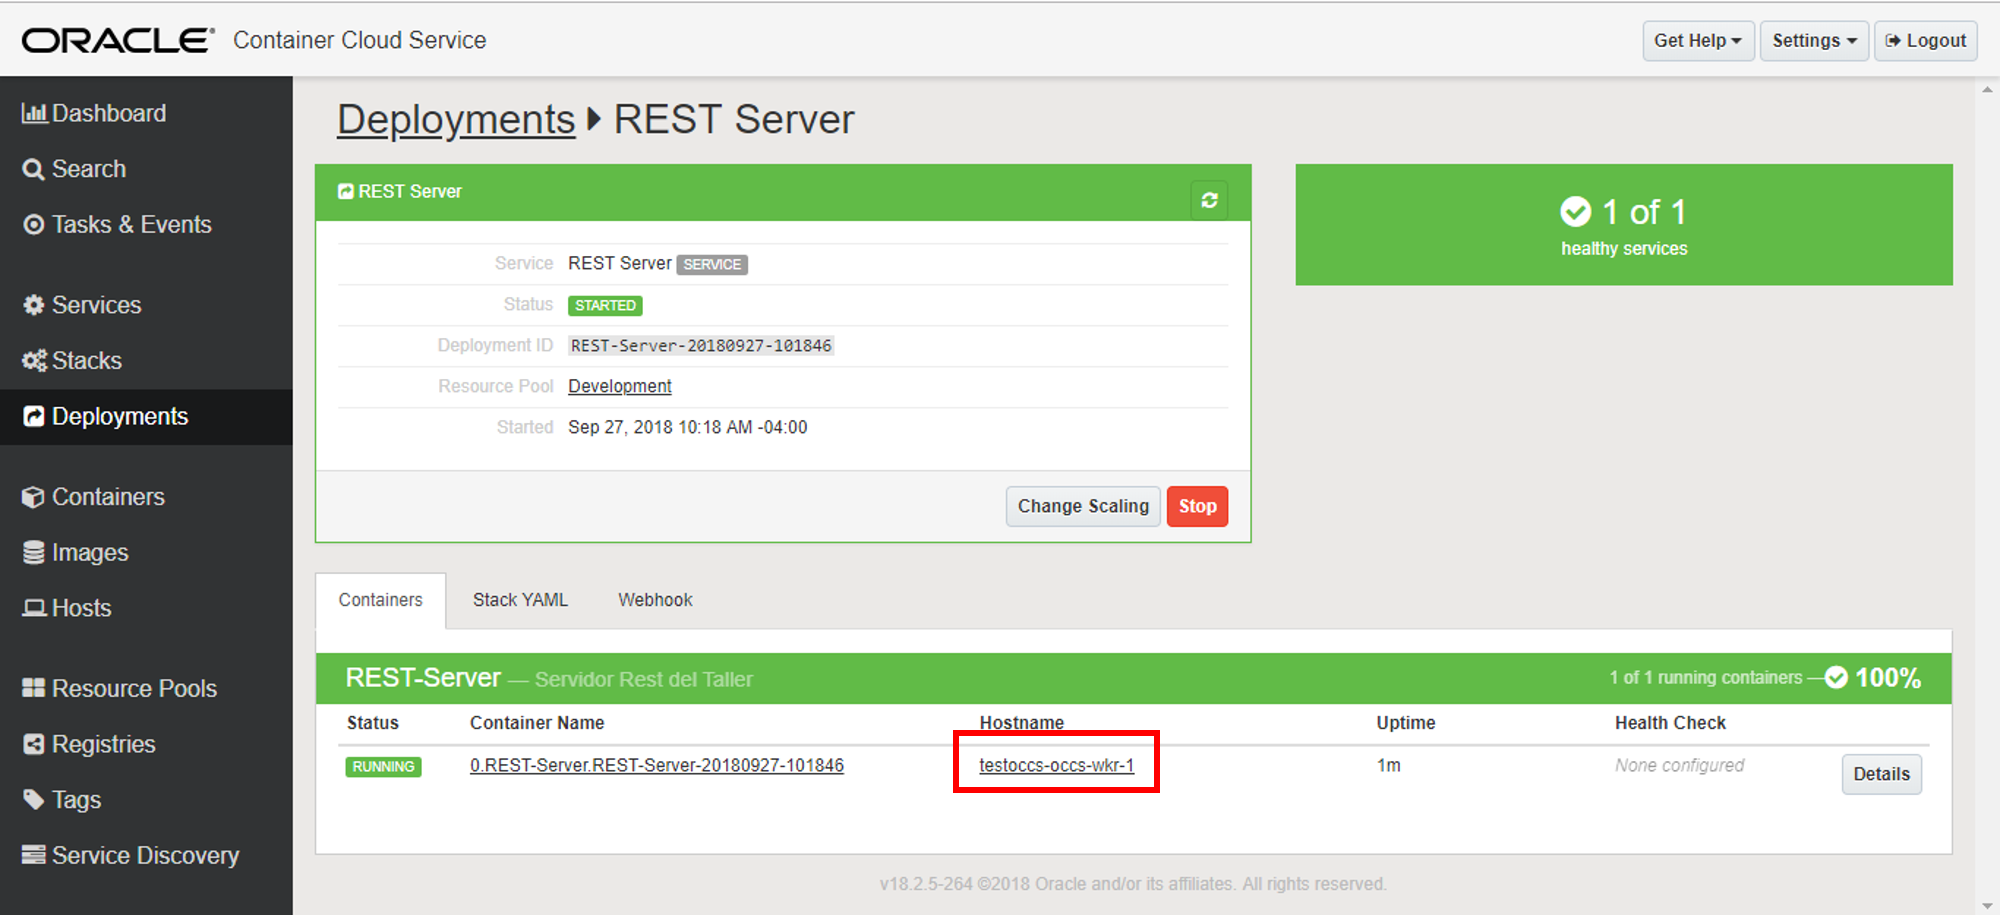 ORACLE® Container Cloud Service
Get Help
Settings
Logout
Dashboard
Search
Tasks & Events
Services
Stacks
Deployments
Containers
Images
Hosts
Resource Pools
Registries
Tags
Service Discovery
Deployments REST Server
REST Server
Service REST Server SERVICE
Status STARTED
Deployment ID REST-Server-20180927-101846
Resource Pool Development
Started Sep 27, 2018 10:18 AM -04:00
Change Scaling Stop
1 of 1
healthy services
Containers Stack YAML Webhook
REST-Server — Servidor Rest del Taller 1 of 1 running containers — 100%
Status Container Name Hostname Uptime Health Check
RUNNING 0.REST-Server.REST-Server-20180927-101846 testoccs-occs-wkr-1 1m None configured Details
v18.2.5-264 ©2018 Oracle and/or its affiliates. All rights reserved.